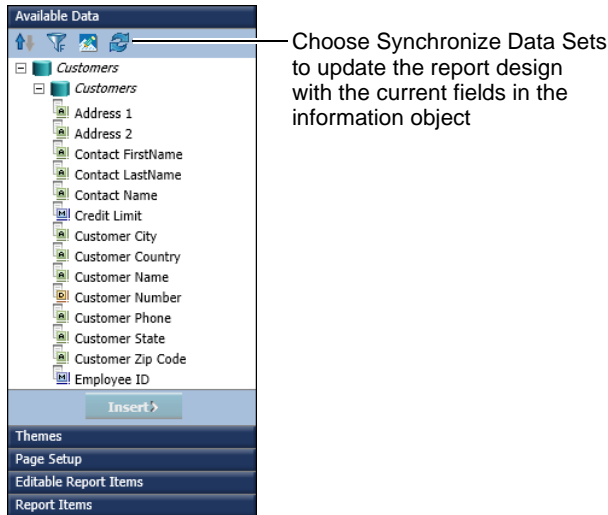 Available Data
Choose Synchronize Data Sets
to update the report design
with the current fields in the
information object
Customers
Customers
Address 1
Address 2
Contact FirstName
Contact LastName
Contact Name
Credit Limit
Customer City
Customer Country
Customer Name
Customer Number
Customer Phone
Customer State
Customer Zip Code
Employee ID
Insert
Themes
Page Setup
Editable Report Items
Report Items